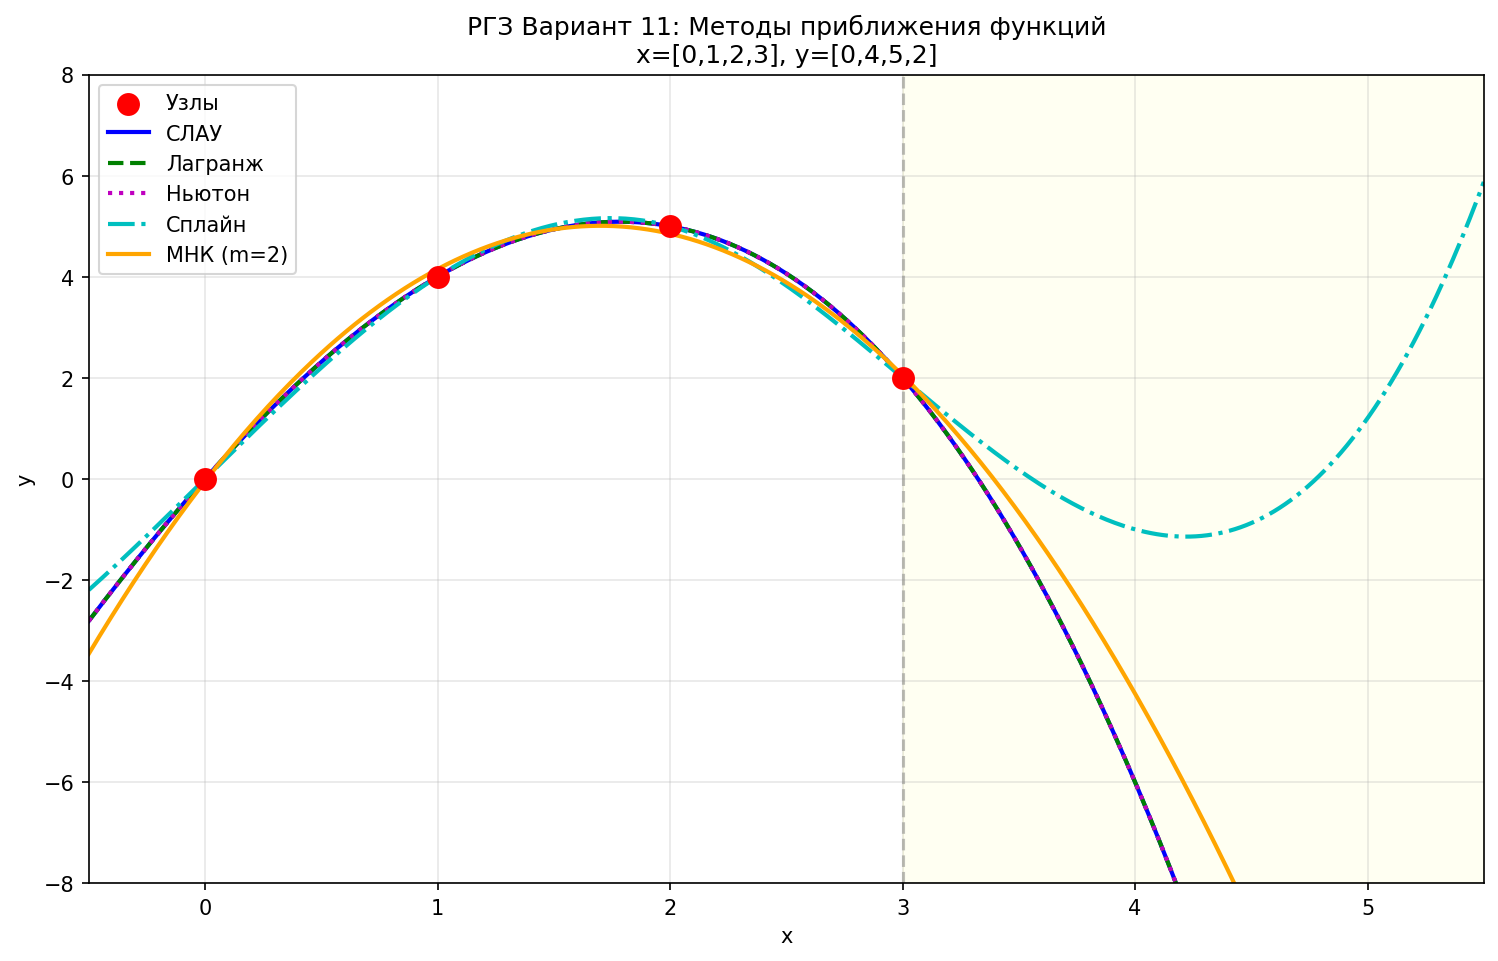 РГЗ Вариант 11: Методы приближения функций
x=[0,1,2,3], y=[0,4,5,2]
Узлы
СЛАУ
Лагранж
Ньютон
Сплайн
МНК (m=2)
8
6
4
2
0
−2
−4
−6
−8
y
0
1
2
3
4
5
x